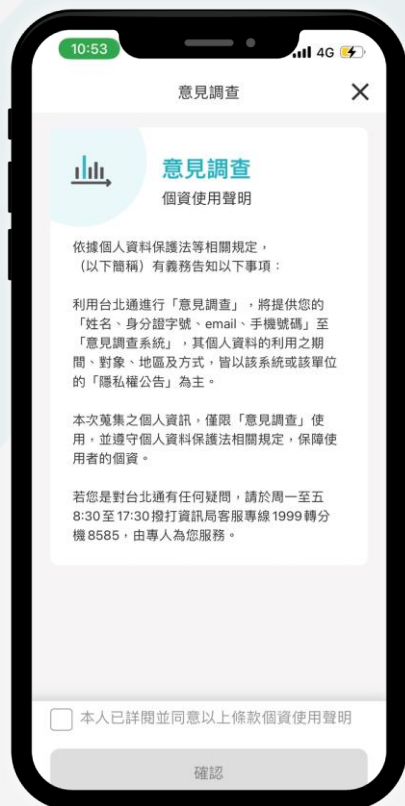 10:53
4G
意見調查
意見調查
個資使用聲明
依據個人資料保護法等相關規定，
（以下簡稱）有義務告知以下事項：
利用台北通進行「意見調查」，將提供您的
「姓名、身分證字號、email、手機號碼」至
「意見調查系統」，其個人資料的利用之期
間、對象、地區及方式，皆以該系統或該單位
的「隱私權公告」為主。
本次蒐集之個人資訊，僅限「意見調查」使
用，並遵守個人資料保護法相關規定，保障使
用者的個資。
若您是對台北通有任何疑問，請於周一至五
8:30至17:30撥打資訊局客服專線1999轉分
機8585，由專人為您服務。
本人已詳閱並同意以上條款個資使用聲明
確認